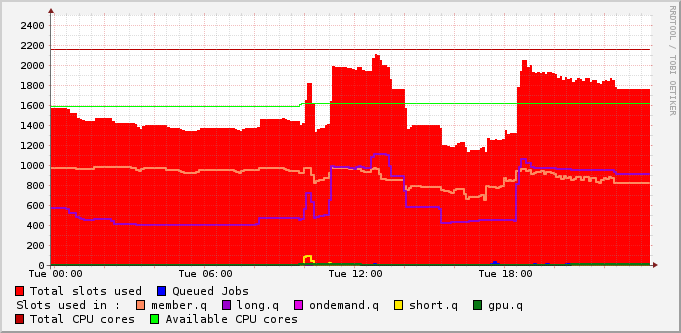 2400
2200
2000
1800
1600
1400
1200
1000
800
600
400
200
0
Tue 00:00 Tue 06:00 Tue 12:00 Tue 18:00
Total slots used Queued Jobs
Slots used in : member.q long.q ondemand.q short.q gpu.q
Total CPU cores Available CPU cores
RRDTOOL / TOBI OETIKER